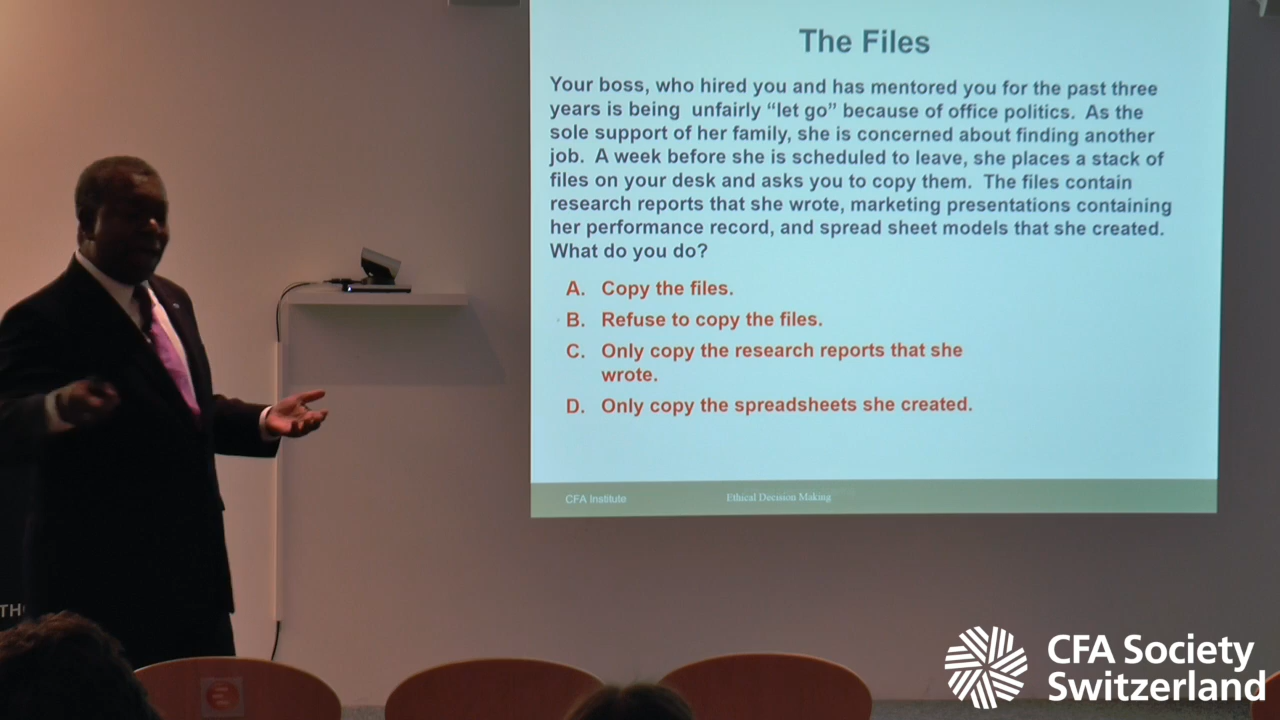 The Files
Your boss, who hired you and has mentored you for the past three
years is being unfairly “let go” because of office politics. As the
sole support of her family, she is concerned about finding another
job. A week before she is scheduled to leave, she places a stack of
files on your desk and asks you to copy them. The files contain
research reports that she wrote, marketing presentations containing
her performance record, and spread sheet models that she created.
What do you do?
A. Copy the files.
B. Refuse to copy the files.
C. Only copy the research reports that she
wrote.
D. Only copy the spreadsheets she created.
CFA Institute
Ethical Decision Making
TH
CFA Society
Switzerland